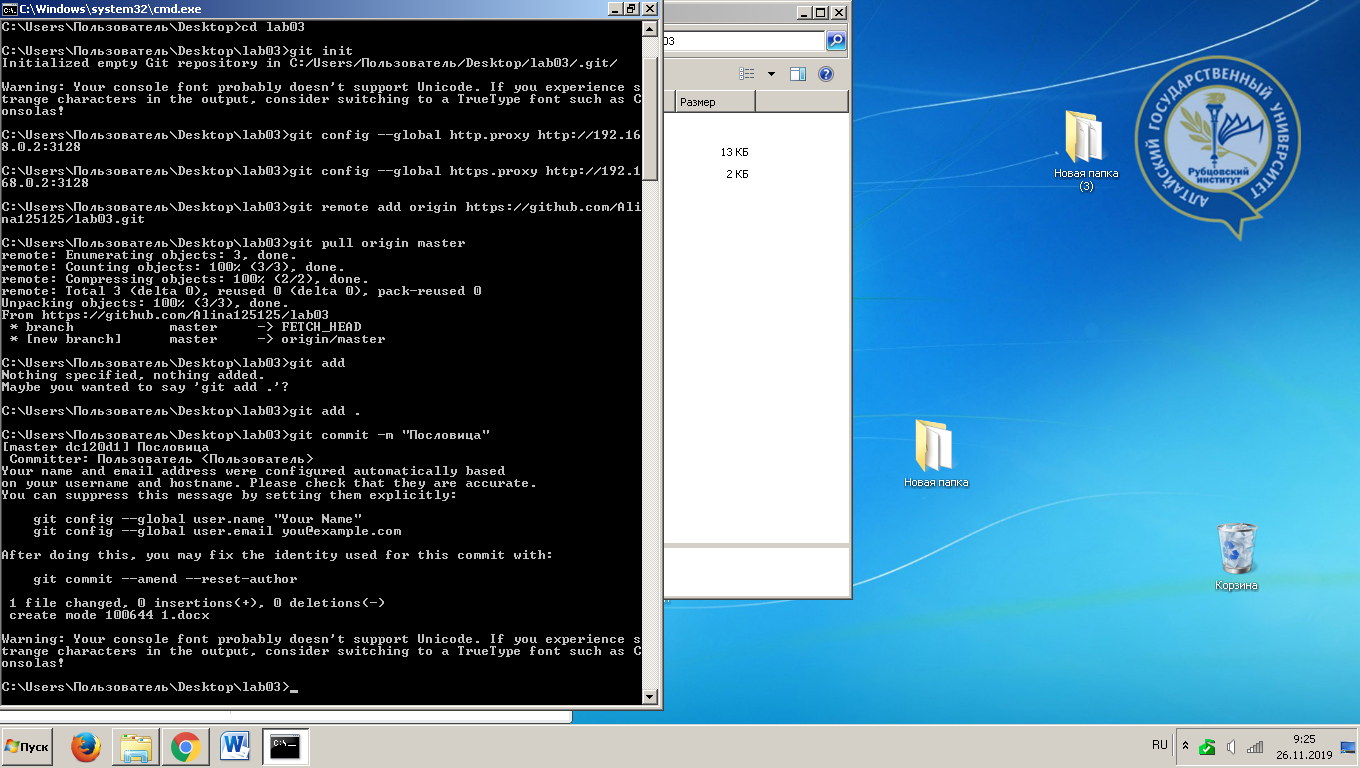 C:\Windows\system32\cmd.exe
C:\Users\Пользователь\Desktop>cd lab03
C:\Users\Пользователь\Desktop\lab03>git init
Initialized empty Git repository in C:/Users/Пользователь/Desktop/lab03/.git/
Warning: Your console font probably doesn't support Unicode. If you experience s
trange characters in the output, consider switching to a TrueType font such as C
onsolas!
C:\Users\Пользователь\Desktop\lab03>git config --global http.proxy http://192.16
8.0.2:3128
C:\Users\Пользователь\Desktop\lab03>git config --global https.proxy http://192.1
68.0.2:3128
C:\Users\Пользователь\Desktop\lab03>git remote add origin https://github.com/Ali
na125125/lab03.git
C:\Users\Пользователь\Desktop\lab03>git pull origin master
remote: Enumerating objects: 3, done.
remote: Counting objects: 100% (3/3), done.
remote: Compressing objects: 100% (2/2), done.
remote: Total 3 (delta 0), reused 0 (delta 0), pack-reused 0
Unpacking objects: 100% (3/3), done.
From https://github.com/Alina125125/lab03
* branch master -> FETCH_HEAD
* [new branch] master -> origin/master
C:\Users\Пользователь\Desktop\lab03>git add
Nothing specified, nothing added.
Maybe you wanted to say 'git add .'?
C:\Users\Пользователь\Desktop\lab03>git add .
C:\Users\Пользователь\Desktop\lab03>git commit -m "Пословица"
[master dc120d1] Пословица
Committer: Пользователь <Пользователь>
Your name and email address were configured automatically based
on your username and hostname. Please check that they are accurate.
You can suppress this message by setting them explicitly:
git config --global user.name "Your Name"
git config --global user.email you@example.com
After doing this, you may fix the identity used for this commit with:
git commit --amend --reset-author
1 file changed, 0 insertions(+), 0 deletions(-)
create mode 100644 1.docx
Warning: Your console font probably doesn't support Unicode. If you experience s
trange characters in the output, consider switching to a TrueType font such as C
onsolas!
C:\Users\Пользователь\Desktop\lab03>_
03
Размер
13 КБ
2 КБ
Новая папка
(3)
АЛТАЙСКИЙ ГОСУДАРСТВЕННЫЙ УНИВЕРСИТЕТ
Рубцовский
институт
Новая папка
Корзина
Пуск
C:\_
RU
9:25
26.11.2019